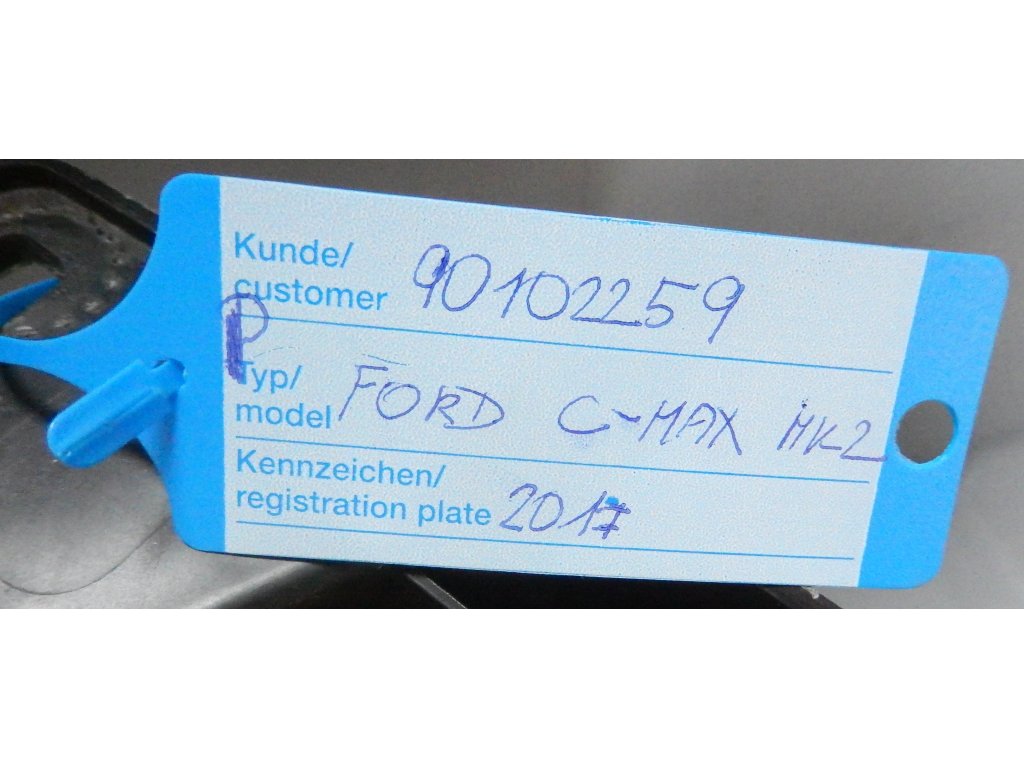 Kunde/
customer 90102259
P
Typ/
model FORD C-MAX MK2
Kennzeichen/
registration plate 2017